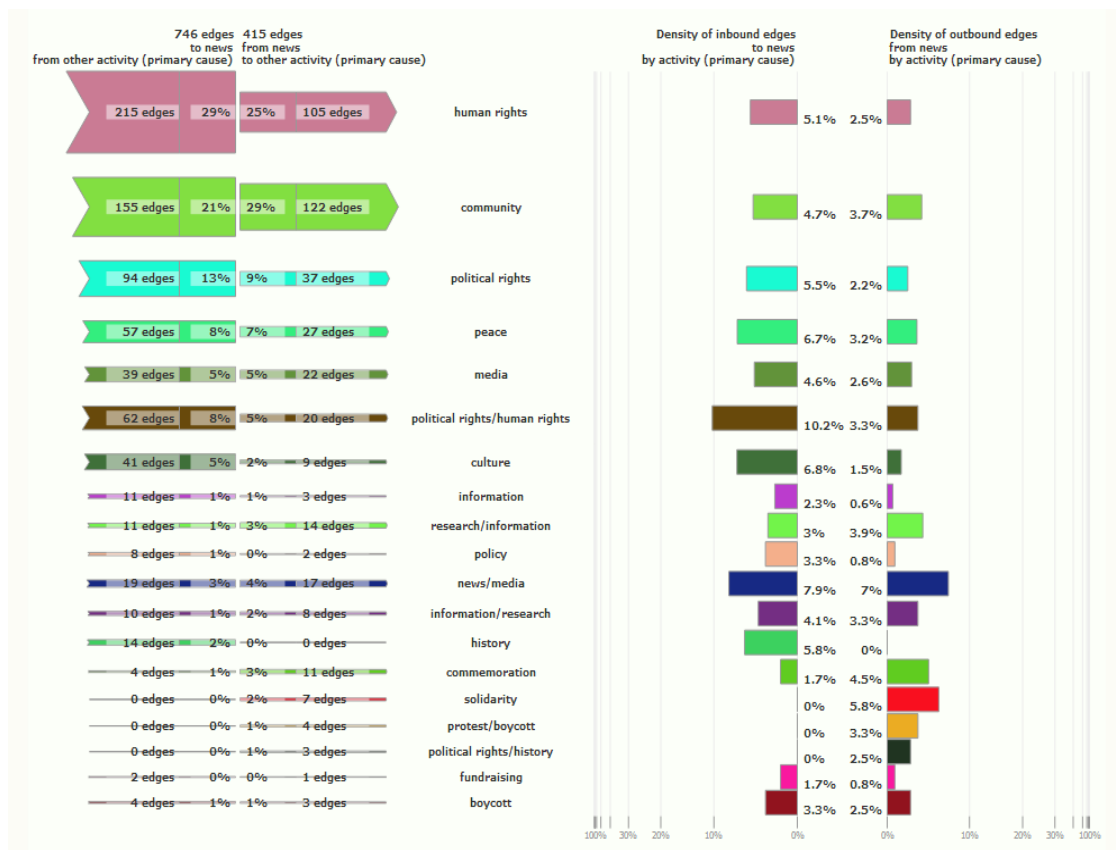 746 edges
to news
from other activity (primary cause)
415 edges
from news
to other activity (primary cause)
Density of inbound edges
to news
by activity (primary cause)
Density of outbound edges
from news
by activity (primary cause)
215 edges 29% 25% 105 edges human rights 5.1% 2.5%
155 edges 21% 29% 122 edges community 4.7% 3.7%
94 edges 13% 9% 37 edges political rights 5.5% 2.2%
57 edges 8% 7% 27 edges peace 6.7% 3.2%
39 edges 5% 5% 22 edges media 4.6% 2.6%
62 edges 8% 5% 20 edges political rights/human rights 10.2% 3.3%
41 edges 5% 2% 9 edges culture 6.8% 1.5%
11 edges 1% 1% 3 edges information 2.3% 0.6%
11 edges 1% 3% 14 edges research/information 3% 3.9%
8 edges 1% 0% 2 edges policy 3.3% 0.8%
19 edges 3% 4% 17 edges news/media 7.9% 7%
10 edges 1% 2% 8 edges information/research 4.1% 3.3%
14 edges 2% 0% 0 edges history 5.8% 0%
4 edges 1% 3% 11 edges commemoration 1.7% 4.5%
0 edges 0% 2% 7 edges solidarity 0% 5.8%
0 edges 0% 1% 4 edges protest/boycott 0% 3.3%
0 edges 0% 1% 3 edges political rights/history 0% 2.5%
2 edges 0% 0% 1 edges fundraising 1.7% 0.8%
4 edges 1% 1% 3 edges boycott 3.3% 2.5%
100% 30% 20% 10% 0% 0% 10% 20% 30% 100%